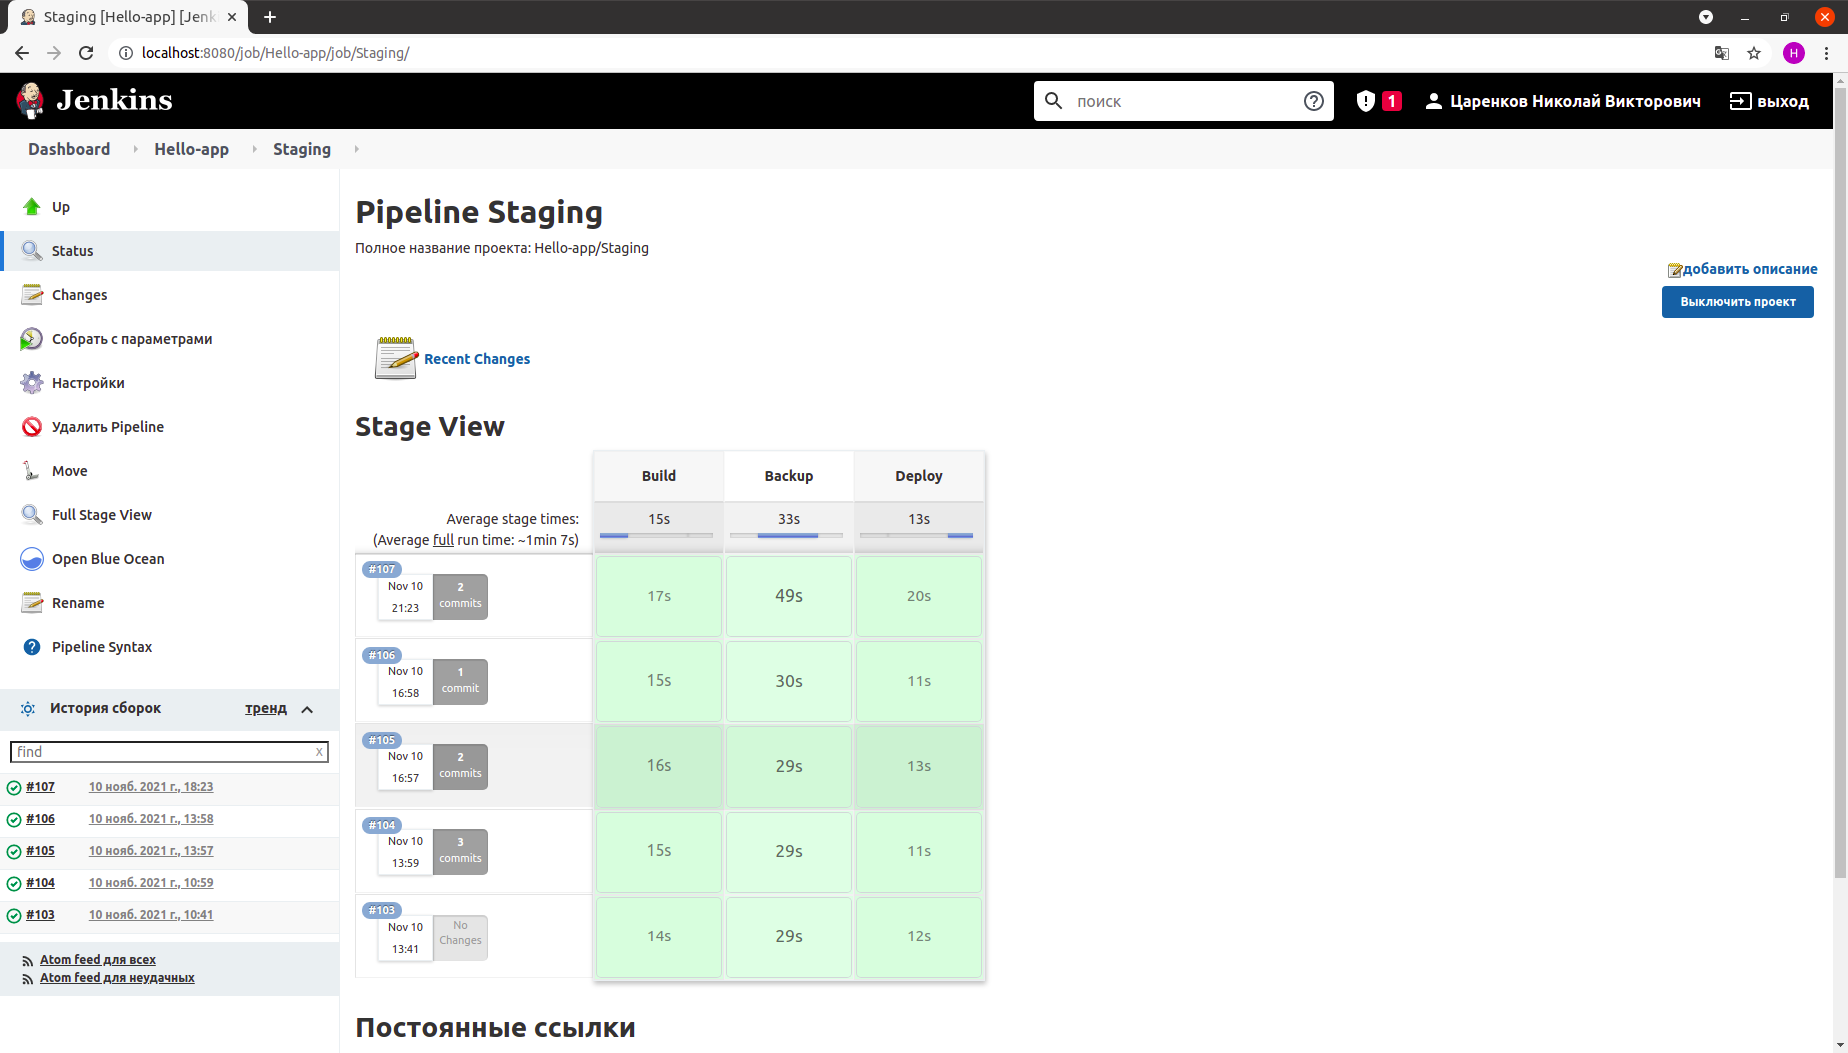 Staging [Hello-app] [Jenk
localhost:8080/job/Hello-app/job/Staging/
H
Jenkins
поиск
1
Царенков Николай Викторович
выход
Dashboard
Hello-app
Staging
Up
Status
Changes
Собрать с параметрами
Настройки
Удалить Pipeline
Move
Full Stage View
Open Blue Ocean
Rename
Pipeline Syntax
История сборок
тренд
find
x
#107 10 нояб. 2021 г., 18:23
#106 10 нояб. 2021 г., 13:58
#105 10 нояб. 2021 г., 13:57
#104 10 нояб. 2021 г., 10:59
#103 10 нояб. 2021 г., 10:41
Atom feed для всех
Atom feed для неудачных
Pipeline Staging
Полное название проекта: Hello-app/Staging
добавить описание
Выключить проект
Recent Changes
Stage View
Build Backup Deploy
Average stage times: 15s 33s 13s
(Average full run time: ~1min 7s)
#107
Nov 10
21:23
2
commits
17s 49s 20s
#106
Nov 10
16:58
1
commit
15s 30s 11s
#105
Nov 10
16:57
2
commits
16s 29s 13s
#104
Nov 10
13:59
3
commits
15s 29s 11s
#103
Nov 10
13:41
No
Changes
14s 29s 12s
Постоянные ссылки